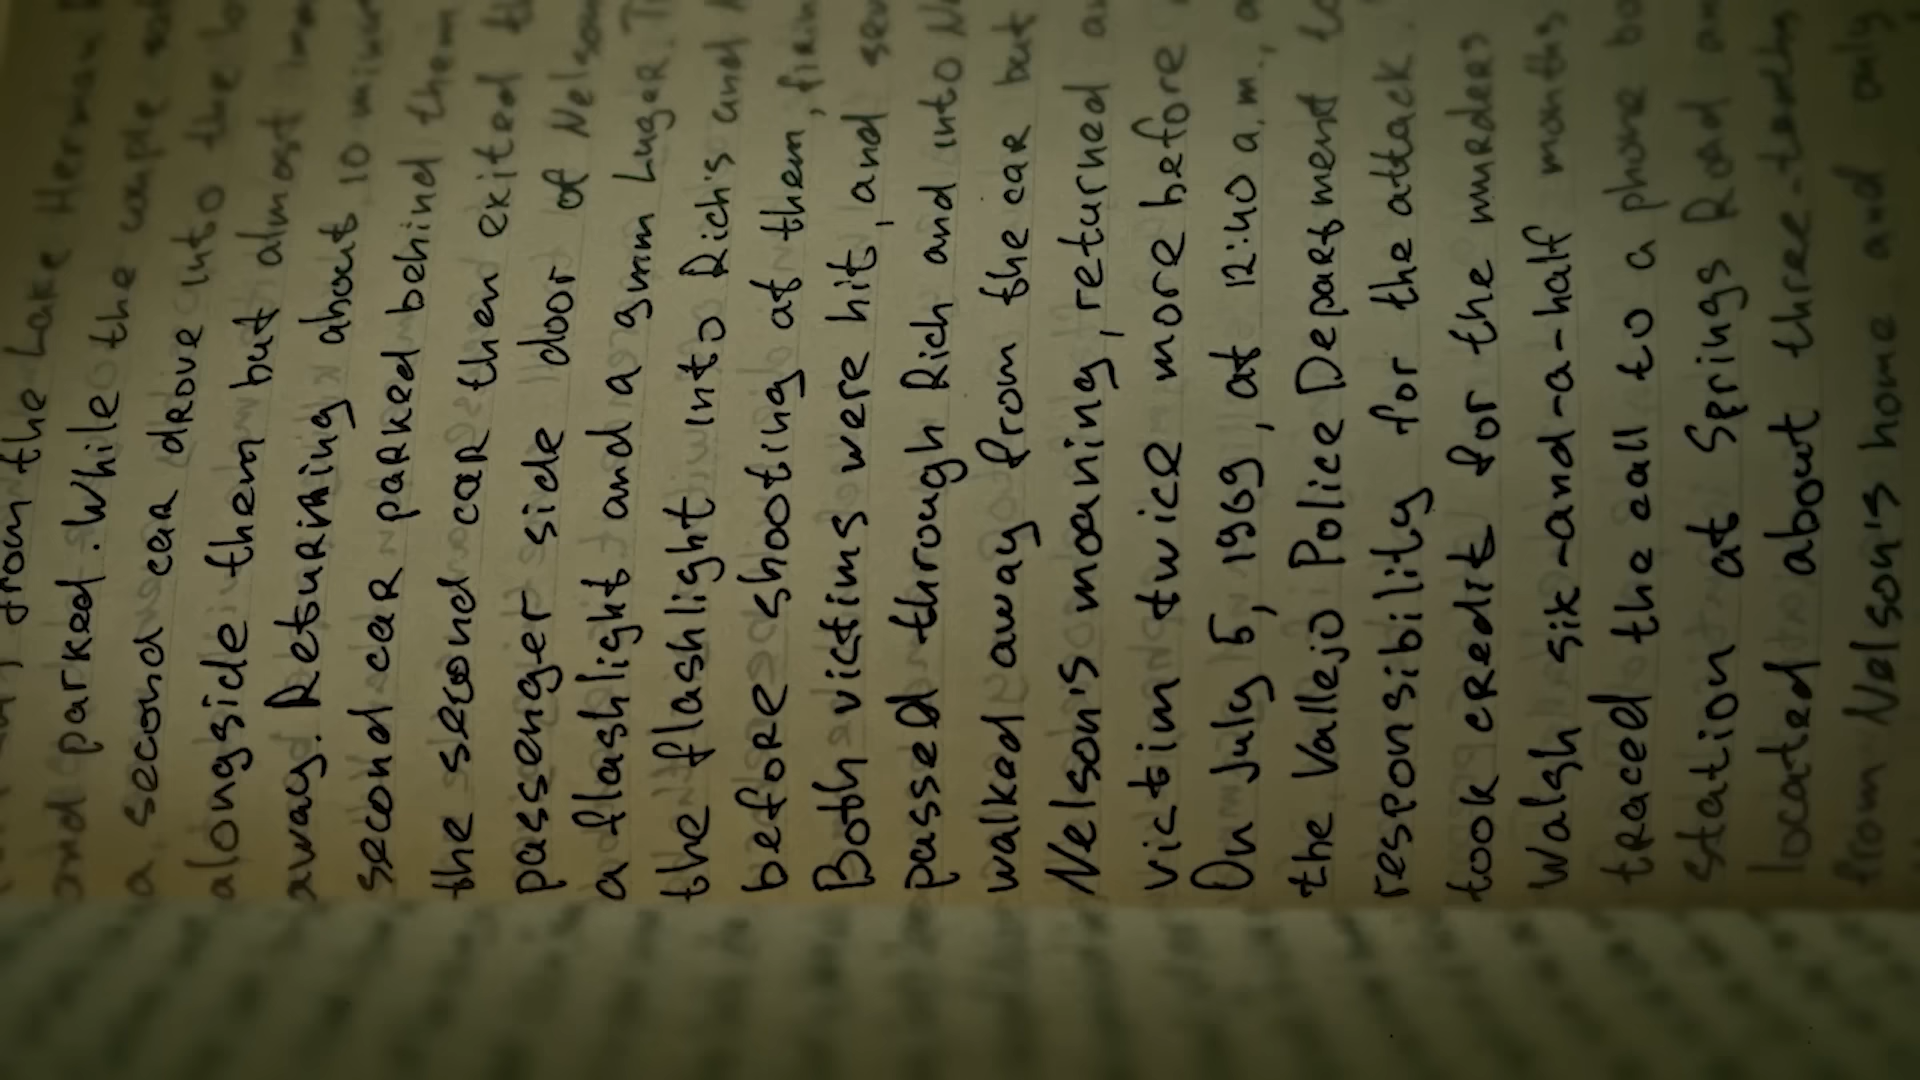 from the Lake Herman
and parked. While the couple sat
a second car drove into the
alongside them but almost
away. Returning about 10
second car parked behind them
the second car then exited
passenger side door of Nelson
a flashlight and a 9mm Luger.
the flashlight into Rich's and
before shooting at them,
Both victims were hit, and
passed through Rich and into
walked away from the car but
Nelson's moaning, returned
victim twice more before
On July 5, 1969, at 12:40 a.m.,
the Vallejo Police Department
responsibility for the attack.
took credit for the murders
Walsh sik-and-a-half months
traced the call to a phone
station at Springs Road
located about three-tenths
from Nelson's home and only